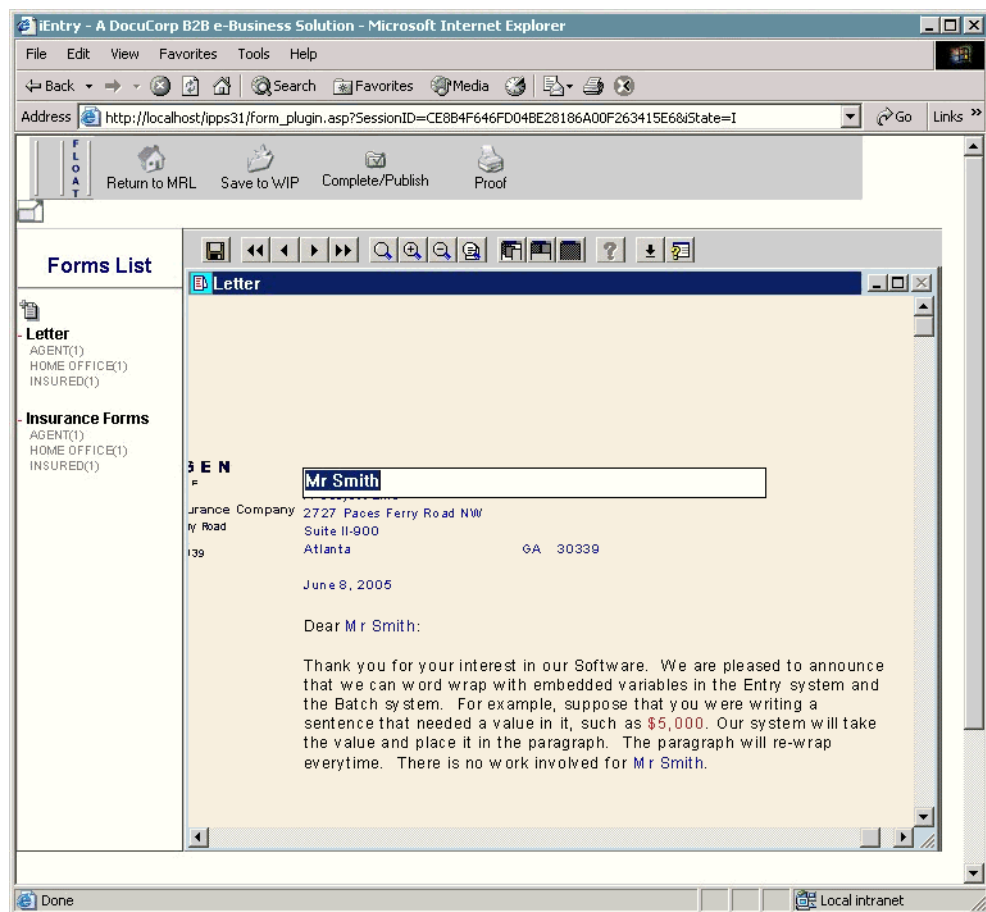 iEntry - A DocuCorp B2B e-Business Solution - Microsoft Internet Explorer
File Edit View Favorites Tools Help
Back Search Favorites Media
Address http://localhost/ipps31/form_plugin.asp?SessionID=CE8B4F646FD04BE28186A00F263415E6&iState=I Go Links »
FLOAT
Return to MRL Save to WIP Complete/Publish Proof
Forms List
Letter
- Letter
AGENT(1)
HOME OFFICE(1)
INSURED(1)
- Insurance Forms
AGENT(1)
HOME OFFICE(1)
INSURED(1)
GEN
Mr Smith
urance Company 2727 Paces Ferry Road NW
ry Road Suite II-900
139 Atlanta GA 30339
June 8, 2005
Dear Mr Smith:
Thank you for your interest in our Software. We are pleased to announce
that we can word wrap with embedded variables in the Entry system and
the Batch system. For example, suppose that you were writing a
sentence that needed a value in it, such as $5,000. Our system will take
the value and place it in the paragraph. The paragraph will re-wrap
everytime. There is no work involved for Mr Smith.
Done Local intranet